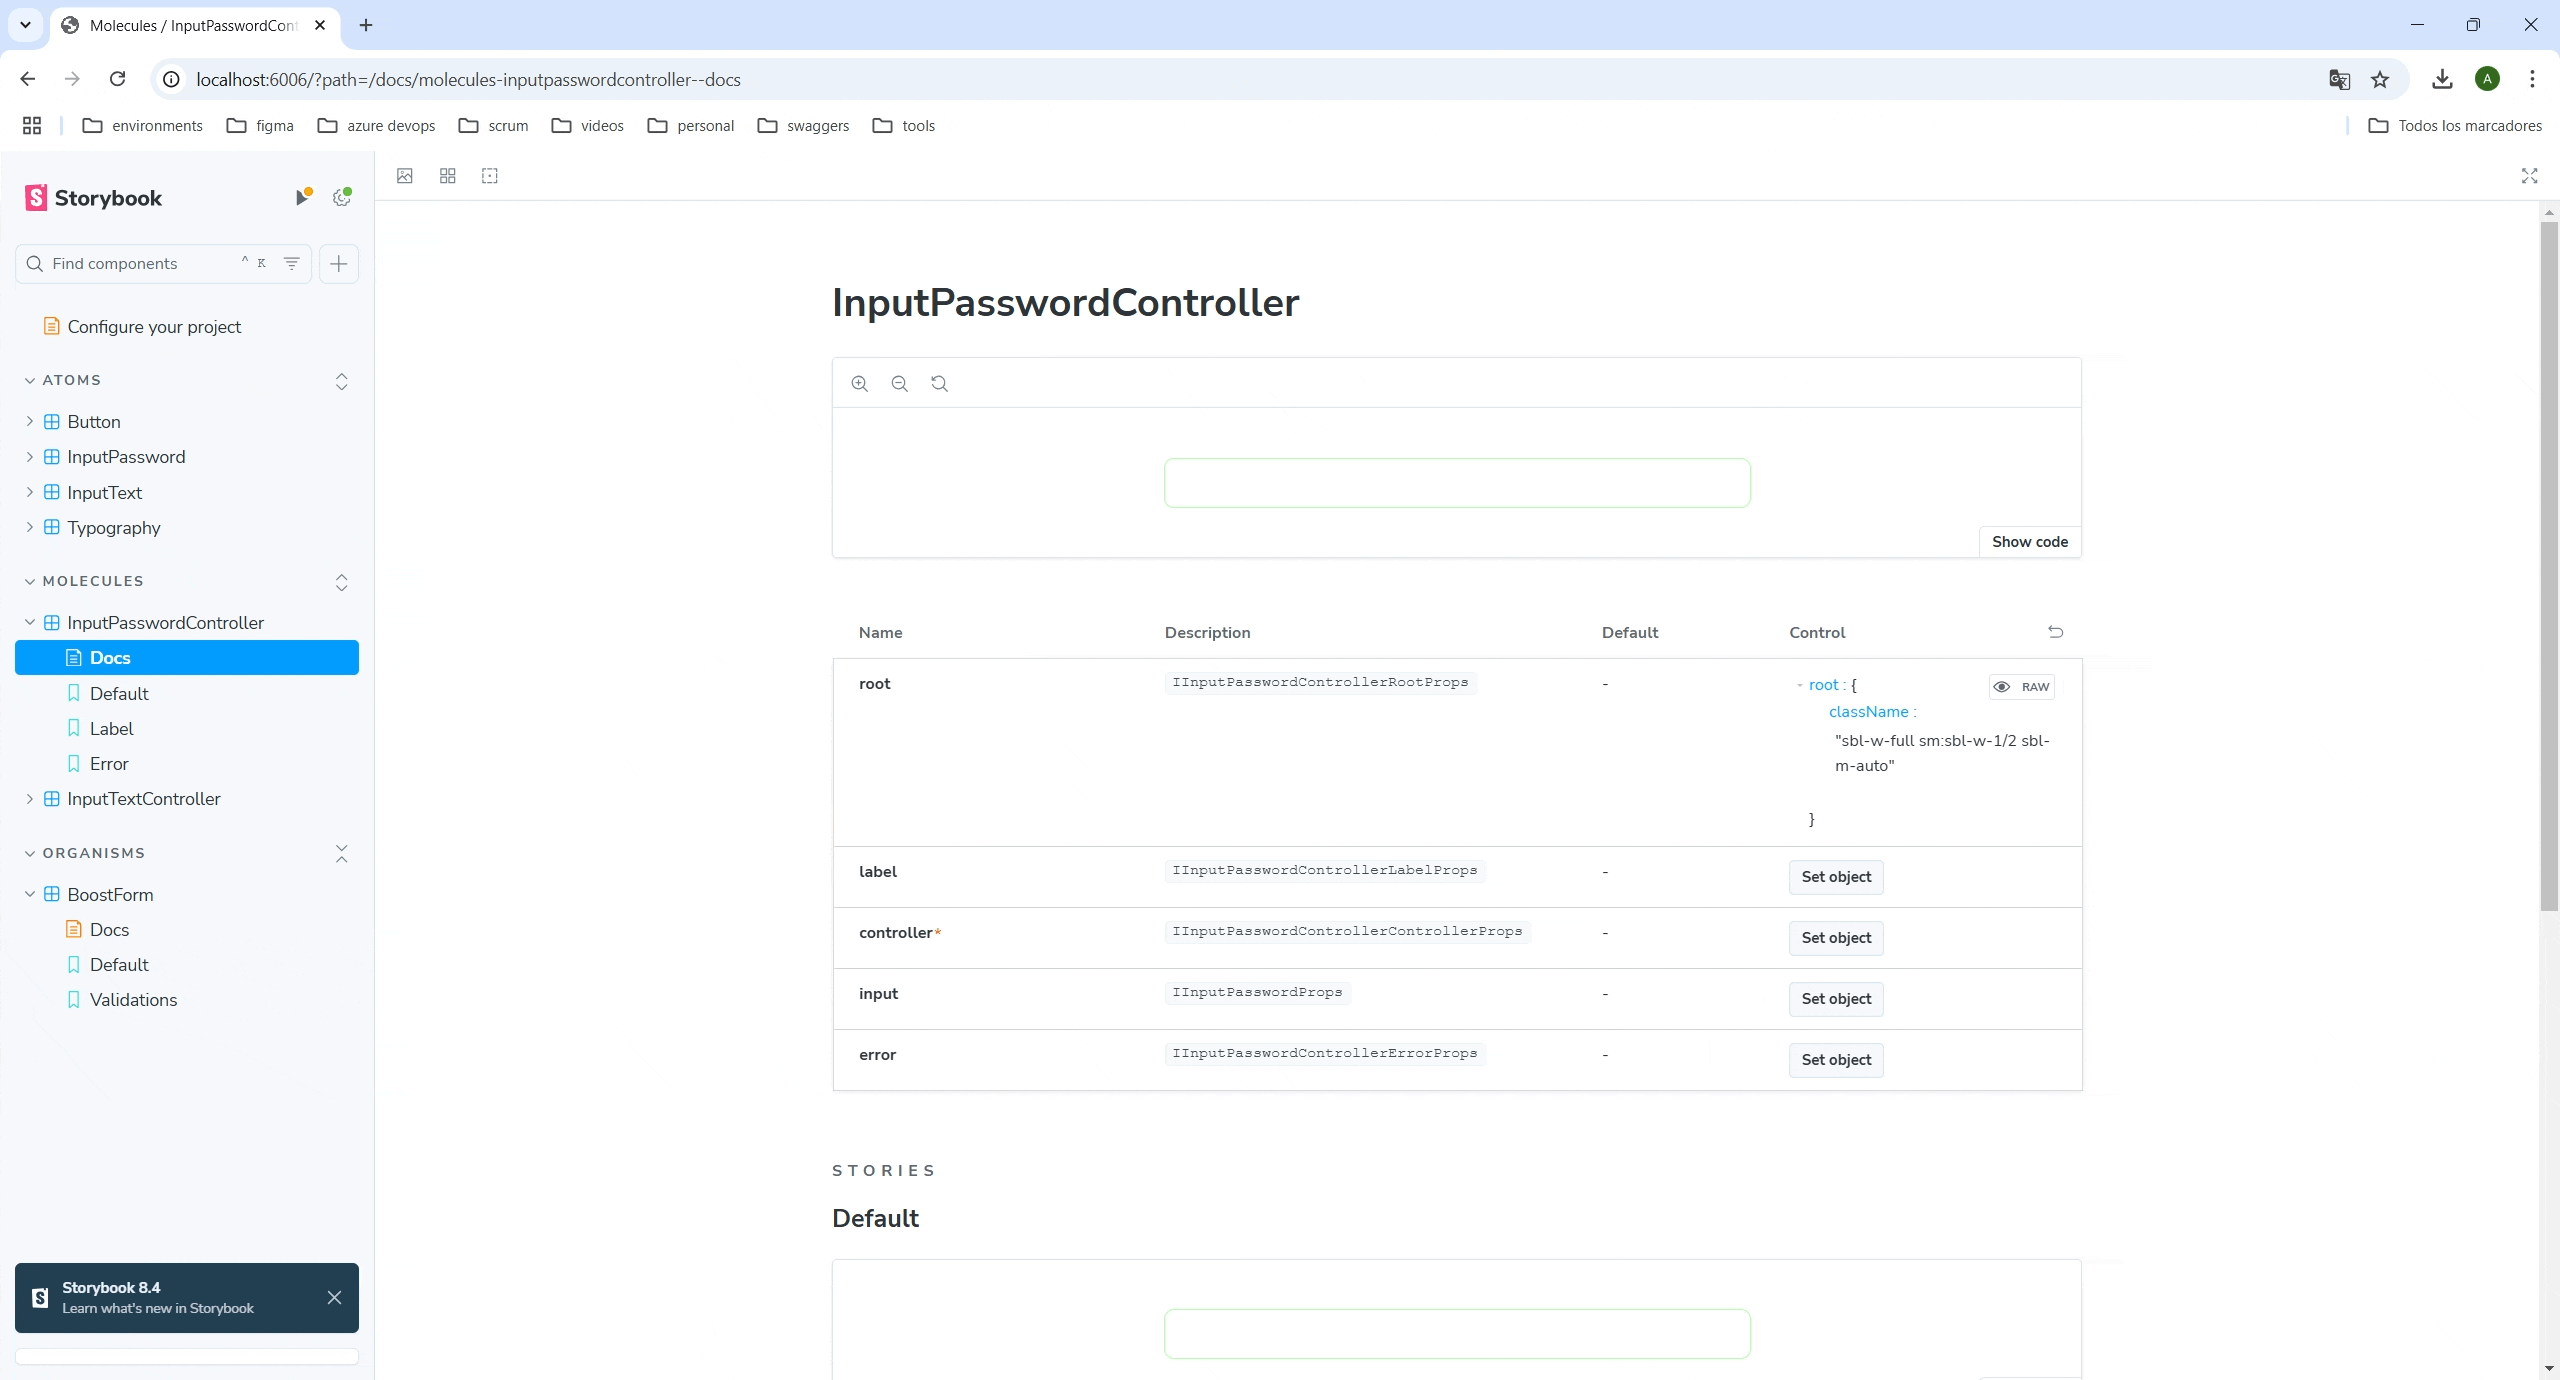 Molecules / InputPasswordCont
localhost:6006/?path=/docs/molecules-inputpasswordcontroller--docs
A
environments
figma
azure devops
scrum
videos
personal
swaggers
tools
Todos los marcadores
Storybook
Find components
^ K
Configure your project
ATOMS
Button
InputPassword
InputText
Typography
MOLECULES
InputPasswordController
Docs
Default
Label
Error
InputTextController
ORGANISMS
BoostForm
Docs
Default
Validations
Storybook 8.4
Learn what's new in Storybook
InputPasswordController
Show code
Name Description Default Control
root IInputPasswordControllerRootProps - - root : {
RAW
className :
"sbl-w-full sm:sbl-w-1/2 sbl-
m-auto"
}
label IInputPasswordControllerLabelProps - Set object
controller* IInputPasswordControllerControllerProps - Set object
input IInputPasswordProps - Set object
error IInputPasswordControllerErrorProps - Set object
STORIES
Default